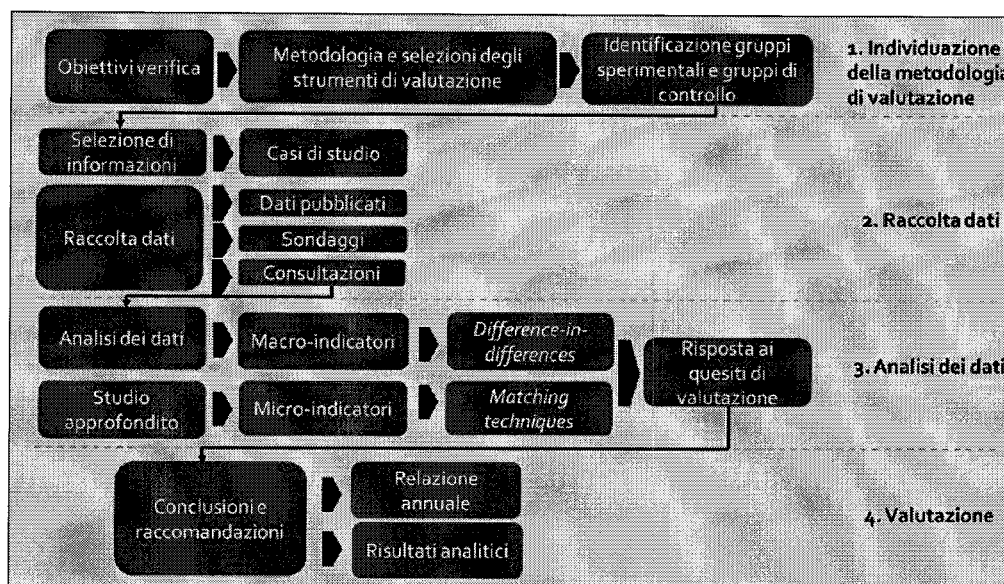 Obiettivi verifica
Metodologia e selezioni degli
strumenti di valutazione
Identificazione gruppi
sperimentali e gruppi di
controllo
1. Individuazione
della metodologia
di valutazione
Selezione di
informazioni
Casi di studio
Raccolta dati
Dati pubblicati
Sondaggi
Consultazioni
2. Raccolta dati
Analisi dei dati
Macro-indicatori
Difference-in-
differences
Studio
approfondito
Micro-indicatori
Matching
techniques
Risposta ai
quesiti di
valutazione
3. Analisi dei dati
Conclusioni e
raccomandazioni
Relazione
annuale
Risultati analitici
4. Valutazione